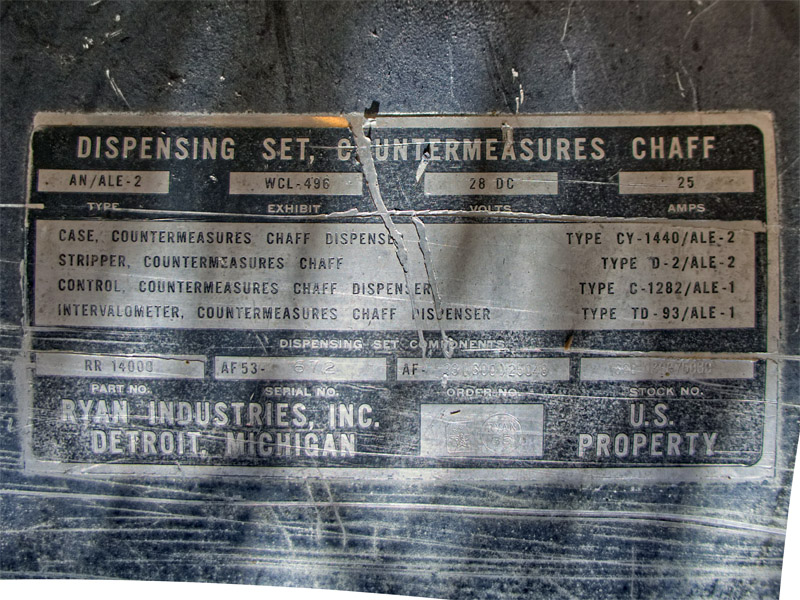 DISPENSING SET, COUNTERMEASURES CHAFF
AN/ALE-2 WCL-496 28 DC 25
TYPE EXHIBIT VOLTS AMPS
CASE, COUNTERMEASURES CHAFF DISPENSER TYPE CY-1440/ALE-2
STRIPPER, COUNTERMEASURES CHAFF TYPE D-2/ALE-2
CONTROL, COUNTERMEASURES CHAFF DISPENSER TYPE C-1282/ALE-1
INTERVALOMETER, COUNTERMEASURES CHAFF DISPENSER TYPE TD-93/ALE-1
DISPENSING SET COMPONENTS
RR 14000 AF53- 672 AF-
PART NO. SERIAL NO. ORDER NO. STOCK NO.
RYAN INDUSTRIES, INC. U.S.
DETROIT, MICHIGAN PROPERTY